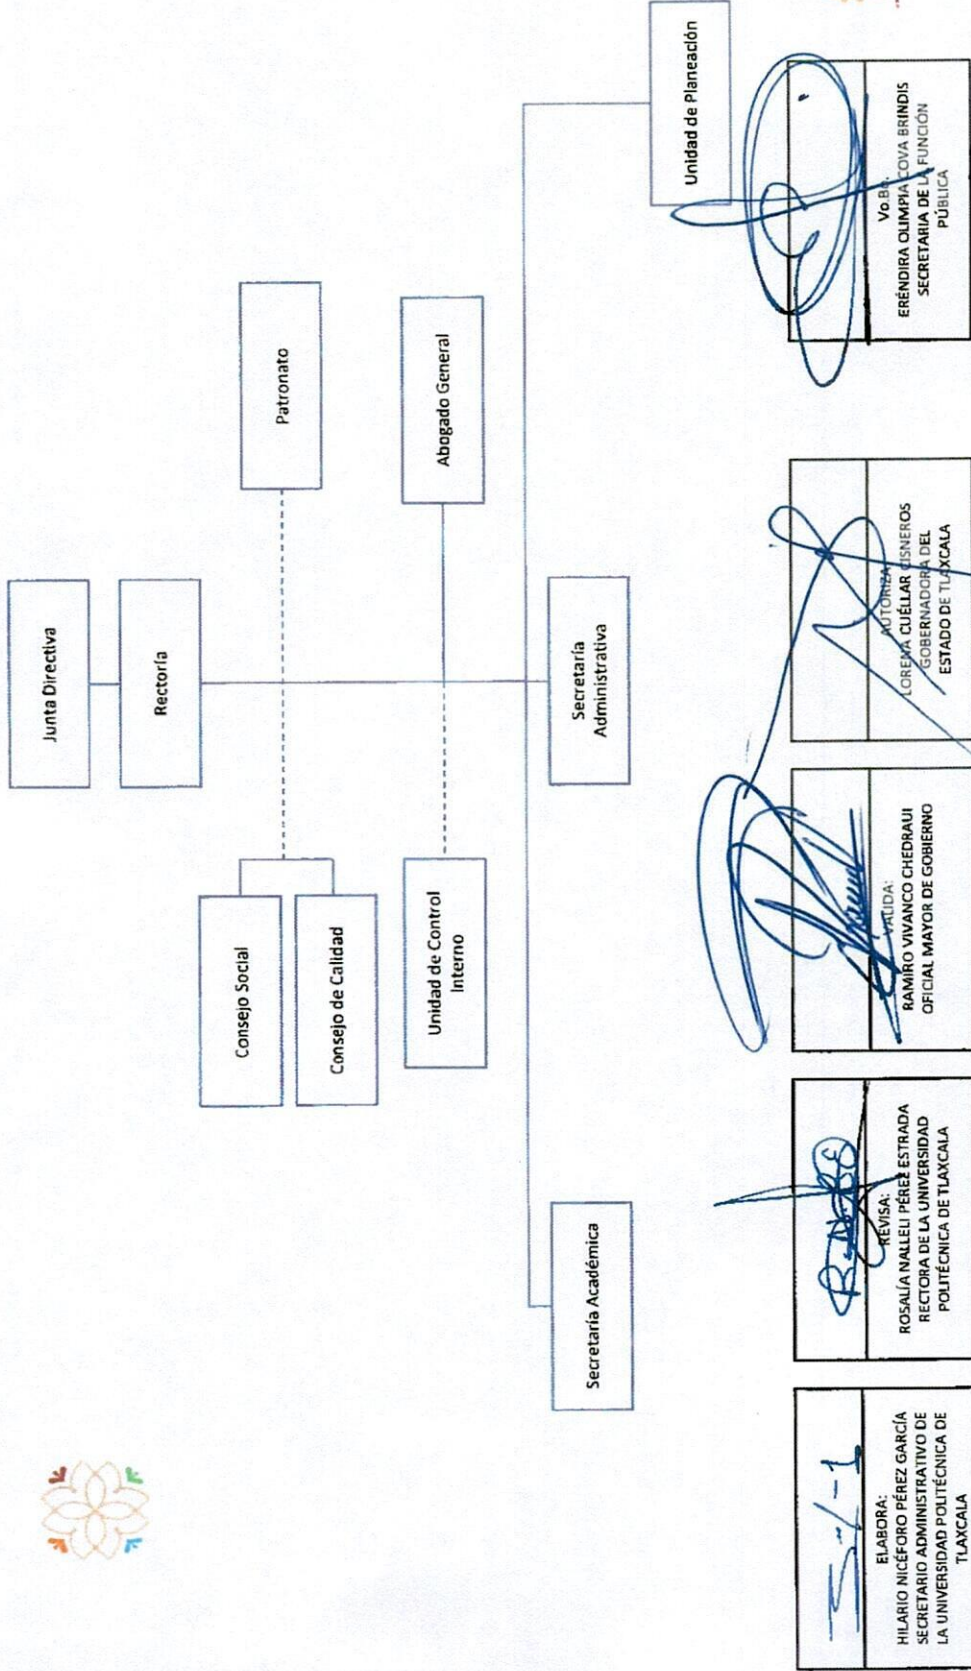 Junta Directiva
Rectoría
Consejo Social
Patronato
Consejo de Calidad
Unidad de Control
Interno
Abogado General
Secretaría Académica
Secretaría
Administrativa
Unidad de Planeación
ELABORA:
HILARIO NICÉFORO PÉREZ GARCÍA
SECRETARIO ADMINISTRATIVO DE
LA UNIVERSIDAD POLITÉCNICA DE
TLAXCALA
REVISA:
ROSALÍA NALLELI PÉREZ ESTRADA
RECTORA DE LA UNIVERSIDAD
POLITÉCNICA DE TLAXCALA
VALIDA:
RAMIRO VIVANCO CHEDRAUI
OFICIAL MAYOR DE GOBIERNO
AUTORIZA
LORENA CUÉLLAR CISNEROS
GOBERNADORA DEL
ESTADO DE TLAXCALA
Vo.Bo.
ERÉNDIRA OLIMPIA COVA BRINDIS
SECRETARIA DE LA FUNCIÓN
PÚBLICA